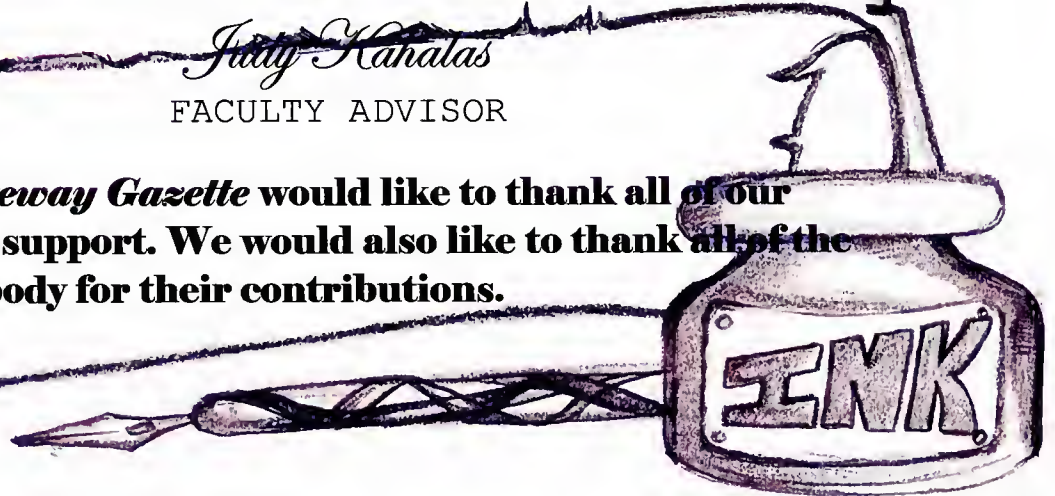 Judy Kahalas
FACULTY ADVISOR
eway Gazette would like to thank all of our
support. We would also like to thank all of the
body for their contributions.
INK